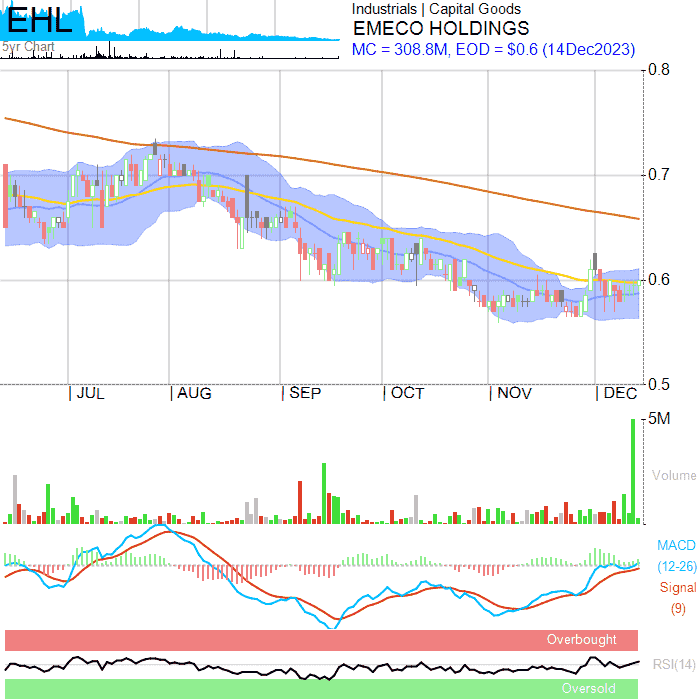 EHL
5yr Chart
Industrials | Capital Goods
EMECO HOLDINGS
MC = 308.8M, EOD = $0.6 (14Dec2023)
0.8
0.7
0.6
0.5
JUL AUG SEP OCT NOV DEC
5M
Volume
MACD
(12-26)
Signal
(9)
Overbought
RSI(14)
Oversold